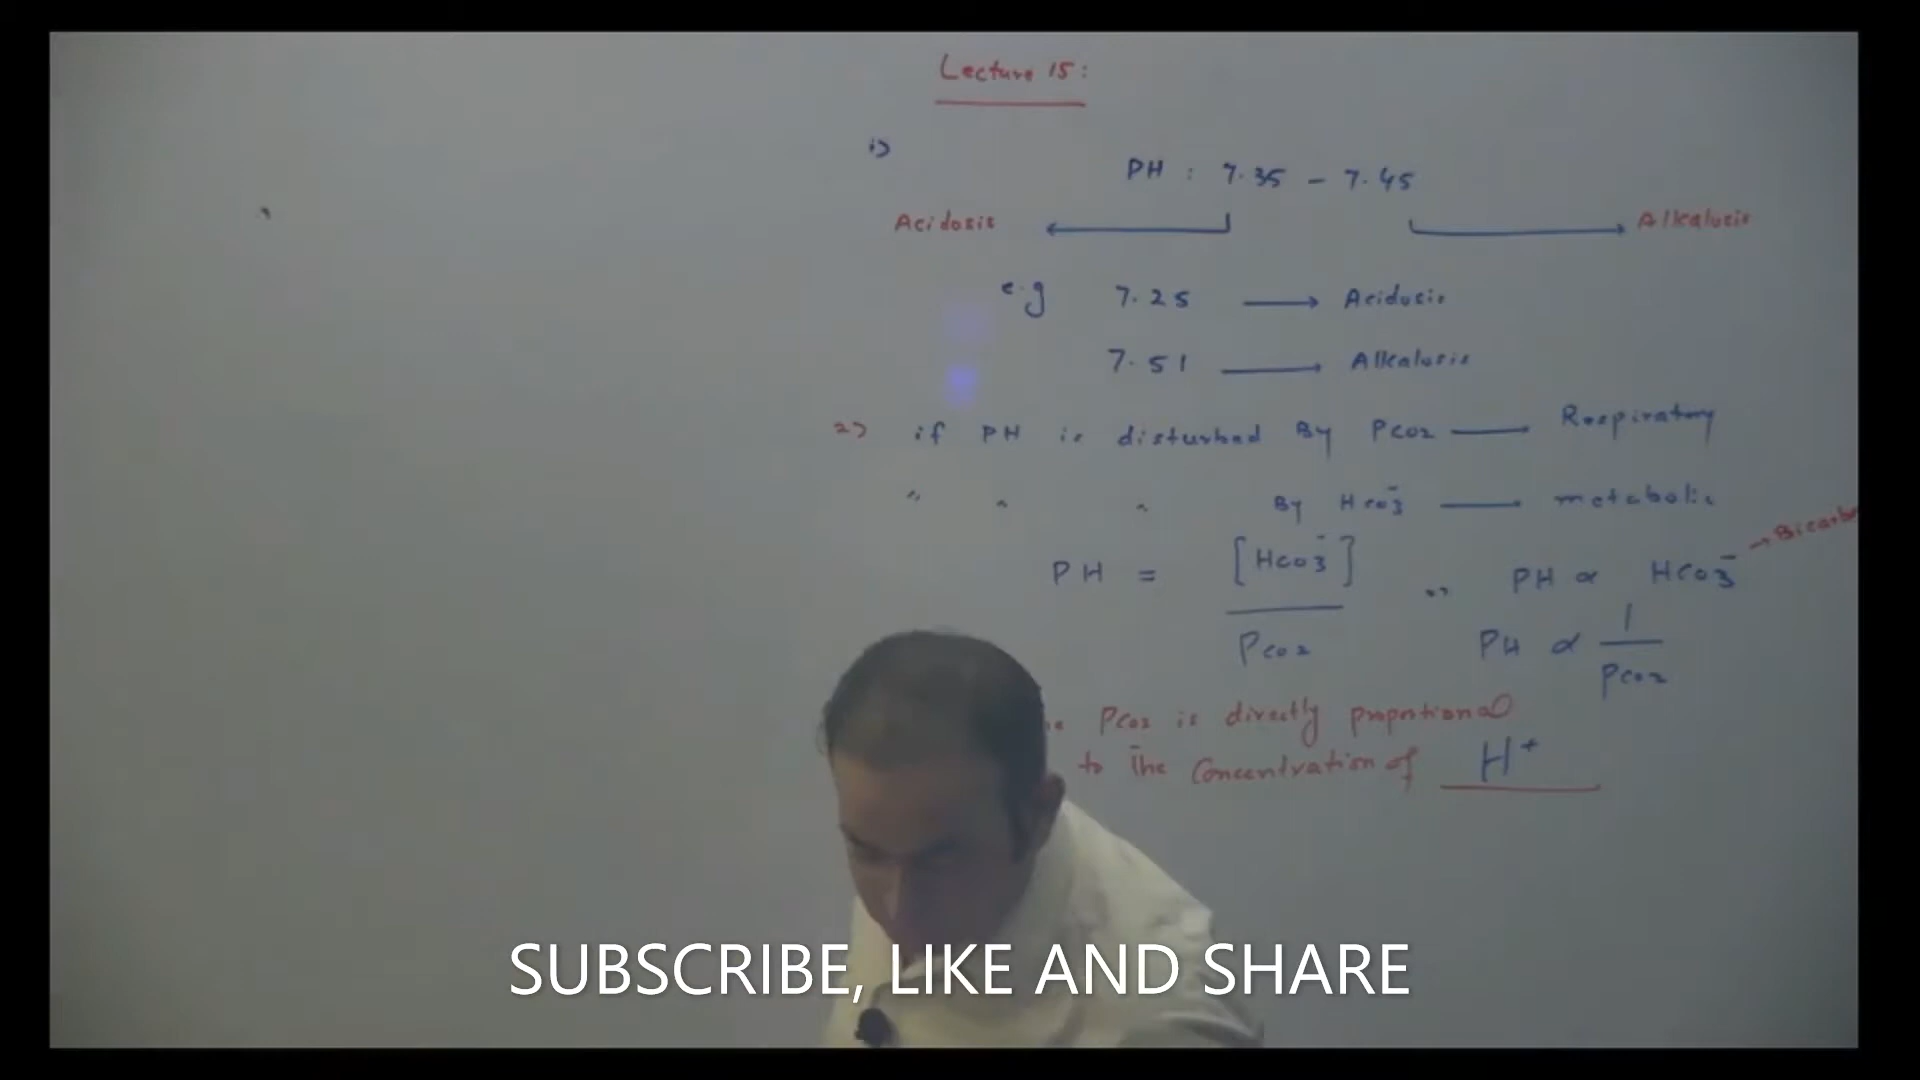 Lecture 15:
1)
PH : 7.35 - 7.45
Acidosis ← → Alkalosis
e.g 7.25 → Acidosis
7.51 → Alkalosis
2) if PH is disturbed By PCO2 → Respiratory
" " " By HCO3⁻ — metabolic
PH = [HCO3⁻] / PCO2 PH ∝ HCO3⁻ →
PH ∝ 1 / PCO2
PCO2 is directly proportional
to The Concentration of H⁺
SUBSCRIBE, LIKE AND SHARE